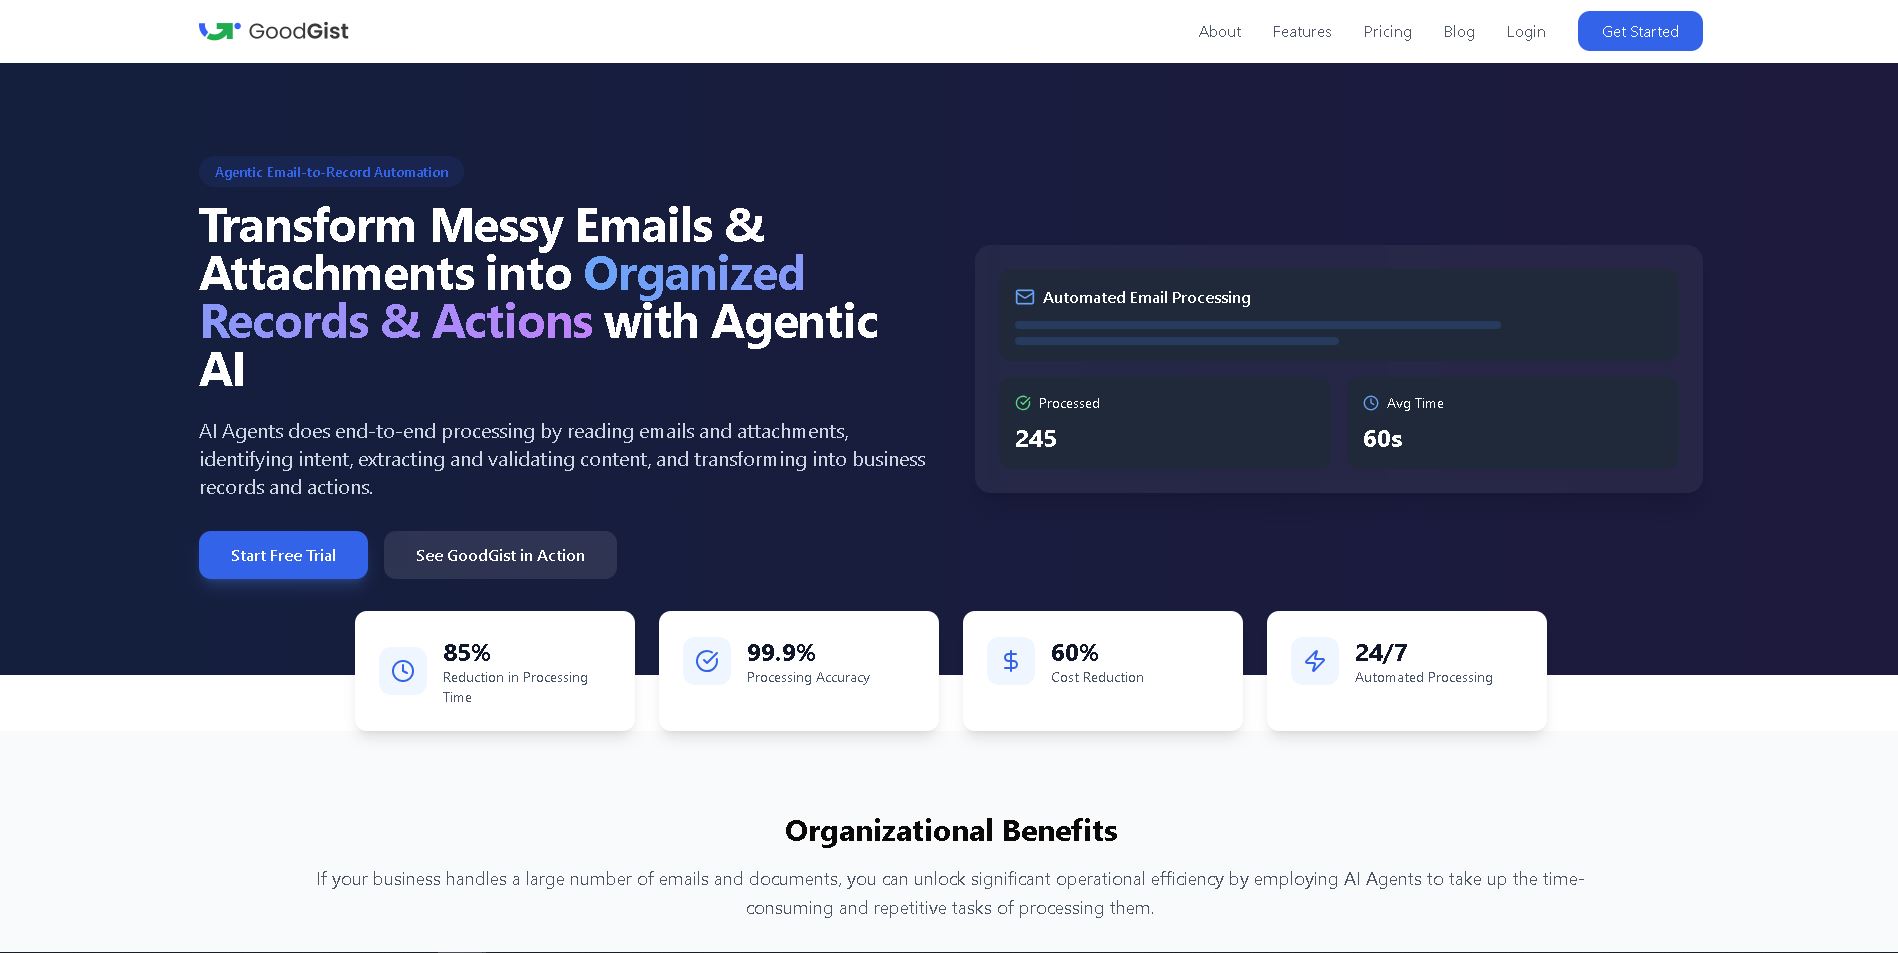 GoodGist
About
Features
Pricing
Blog
Login
Get Started
Agentic Email-to-Record Automation
Transform Messy Emails &
Attachments into Organized
Records & Actions with Agentic
AI
AI Agents does end-to-end processing by reading emails and attachments,
identifying intent, extracting and validating content, and transforming into business
records and actions.
Start Free Trial
See GoodGist in Action
Automated Email Processing
Processed
245
Avg Time
60s
85%
Reduction in Processing
Time
99.9%
Processing Accuracy
60%
Cost Reduction
24/7
Automated Processing
Organizational Benefits
If your business handles a large number of emails and documents, you can unlock significant operational efficiency by employing AI Agents to take up the time-
consuming and repetitive tasks of processing them.